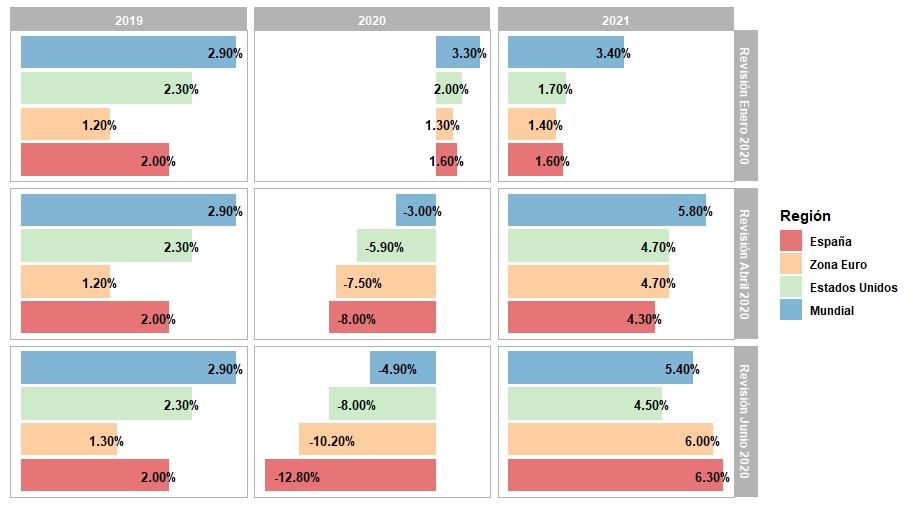 2019 2020 2021
2.90% 3.30% 3.40%
2.30% 2.00% 1.70%
1.20% 1.30% 1.40%
2.00% 1.60% 1.60%
Revisión Enero 2020
2.90% -3.00% 5.80%
2.30% -5.90% 4.70%
1.20% -7.50% 4.70%
2.00% -8.00% 4.30%
Revisión Abril 2020
2.90% -4.90% 5.40%
2.30% -8.00% 4.50%
1.30% -10.20% 6.00%
2.00% -12.80% 6.30%
Revisión Junio 2020
Región
España
Zona Euro
Estados Unidos
Mundial